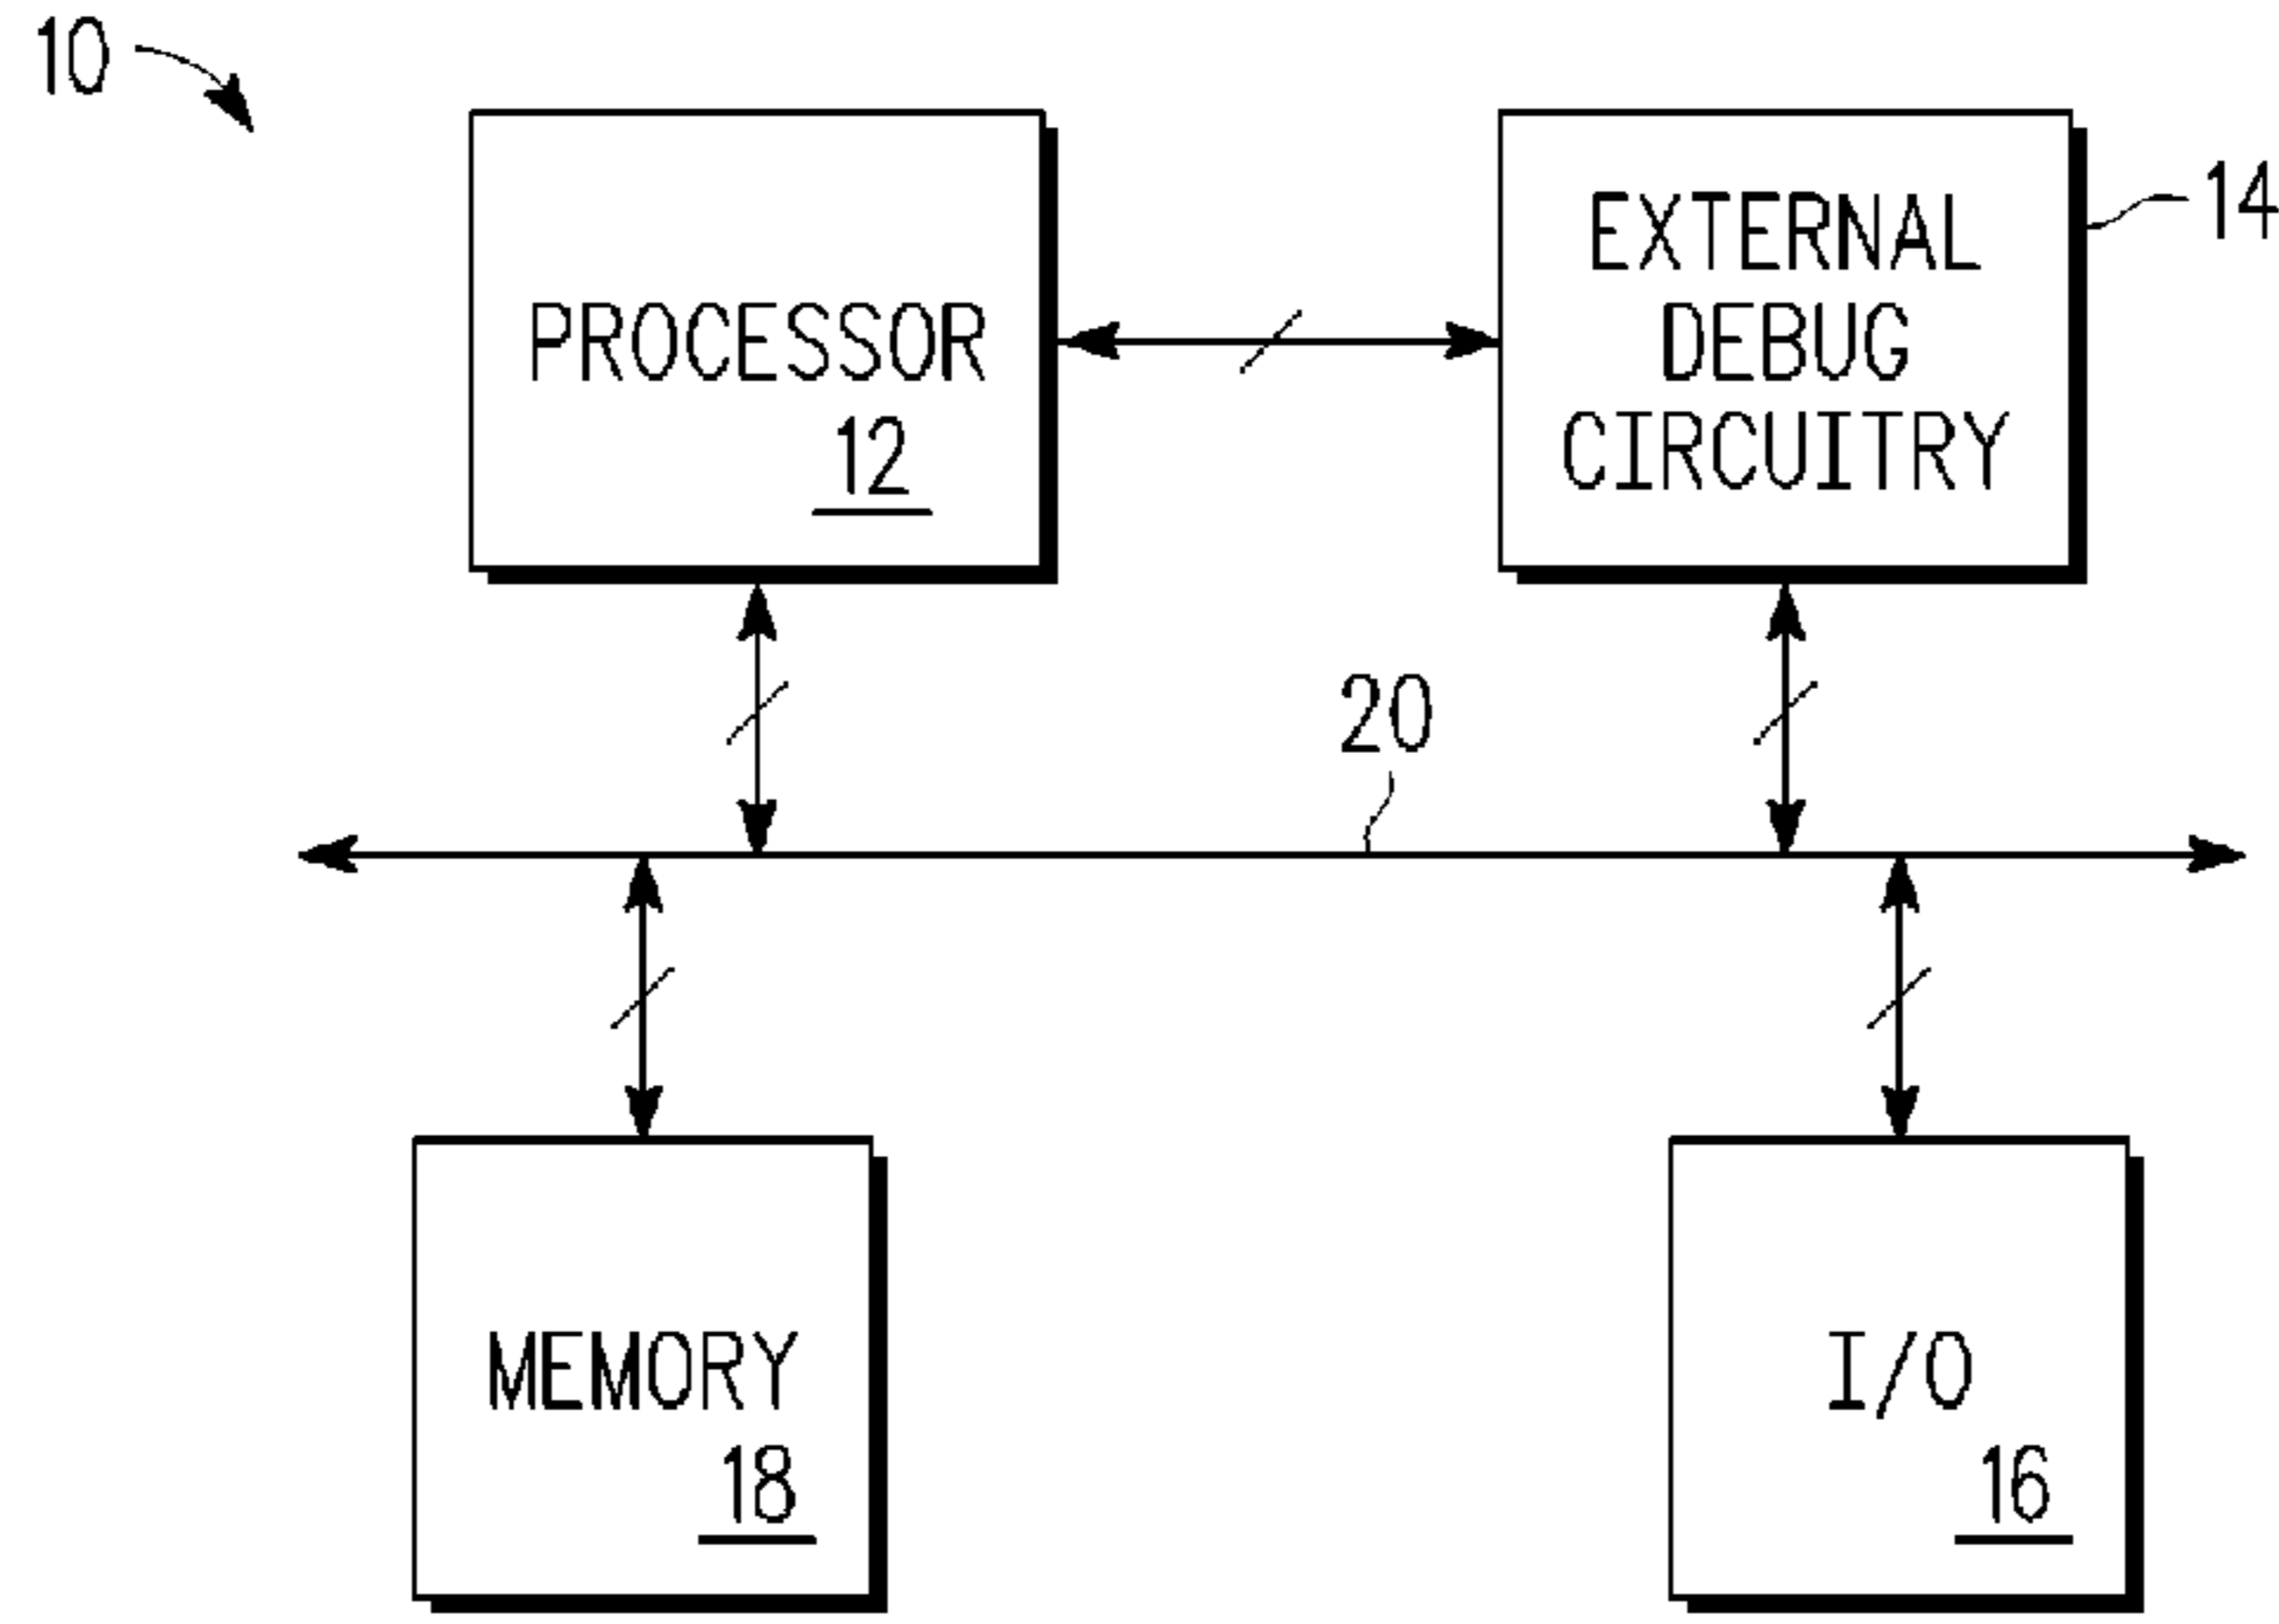 10
PROCESSOR
12
EXTERNAL
DEBUG
CIRCUITRY
14
20
MEMORY
18
I/O
16